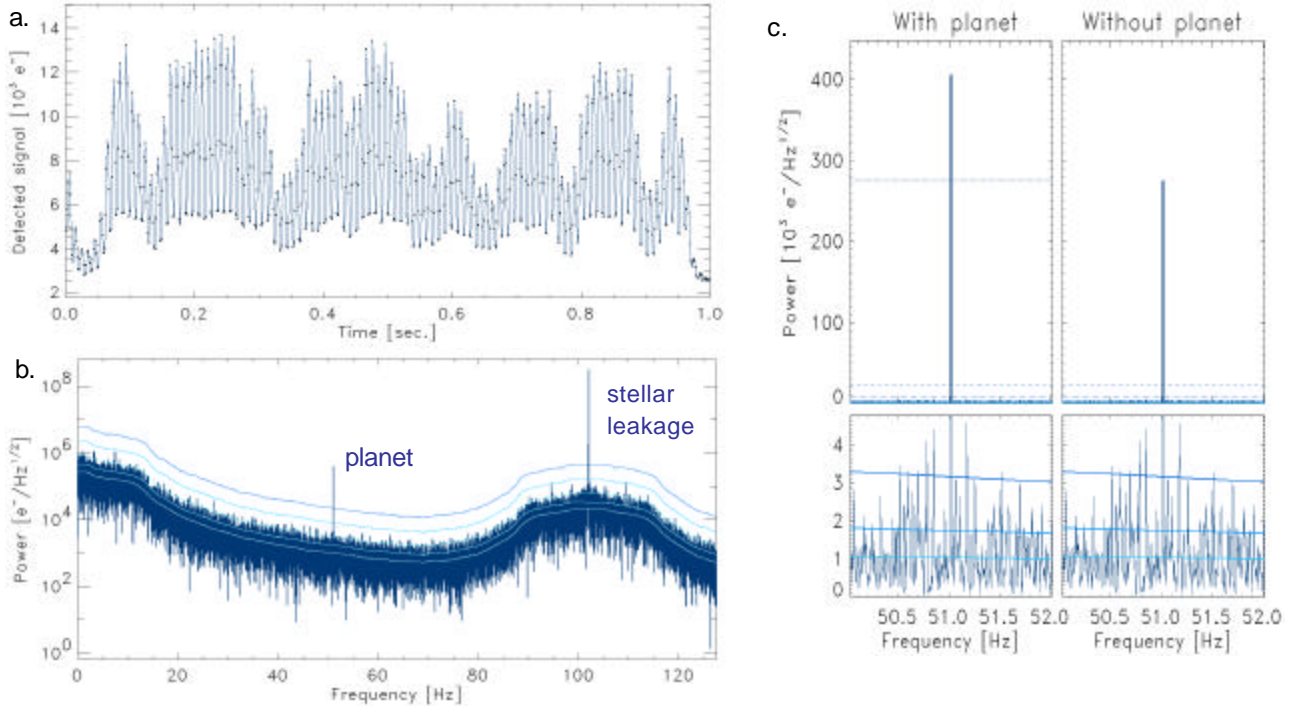 a.
14
12
10
8
6
4
2
Detected signal [10³ e⁻]
0.0 0.2 0.4 0.6 0.8 1.0
Time [sec.]
b.
10⁸
10⁶
10⁴
10²
10⁰
Power [e⁻/Hz¹/²]
planet
stellar
leakage
0 20 40 60 80 100 120
Frequency [Hz]
c.
With planet
Without planet
400
300
200
100
0
Power [10³ e⁻/Hz¹/²]
4
3
2
1
0
50.5 51.0 51.5 52.0
50.5 51.0 51.5 52.0
Frequency [Hz]
Frequency [Hz]